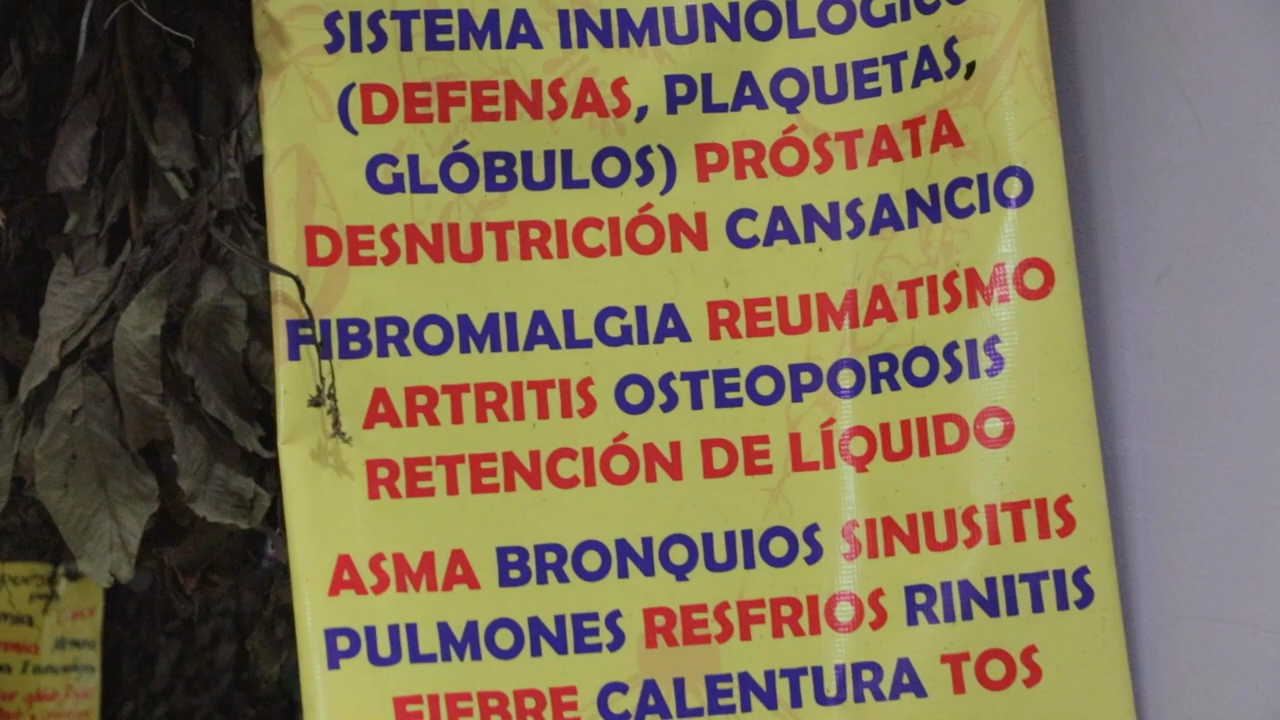 SISTEMA INMUNOLÓGICO
(DEFENSAS, PLAQUETAS,
GLÓBULOS) PRÓSTATA
DESNUTRICIÓN CANSANCIO
FIBROMIALGIA REUMATISMO
ARTRITIS OSTEOPOROSIS
RETENCIÓN DE LÍQUIDO
ASMA BRONQUIOS SINUSITIS
PULMONES RESFRIOS RINITIS
FIEBRE CALENTURA TOS